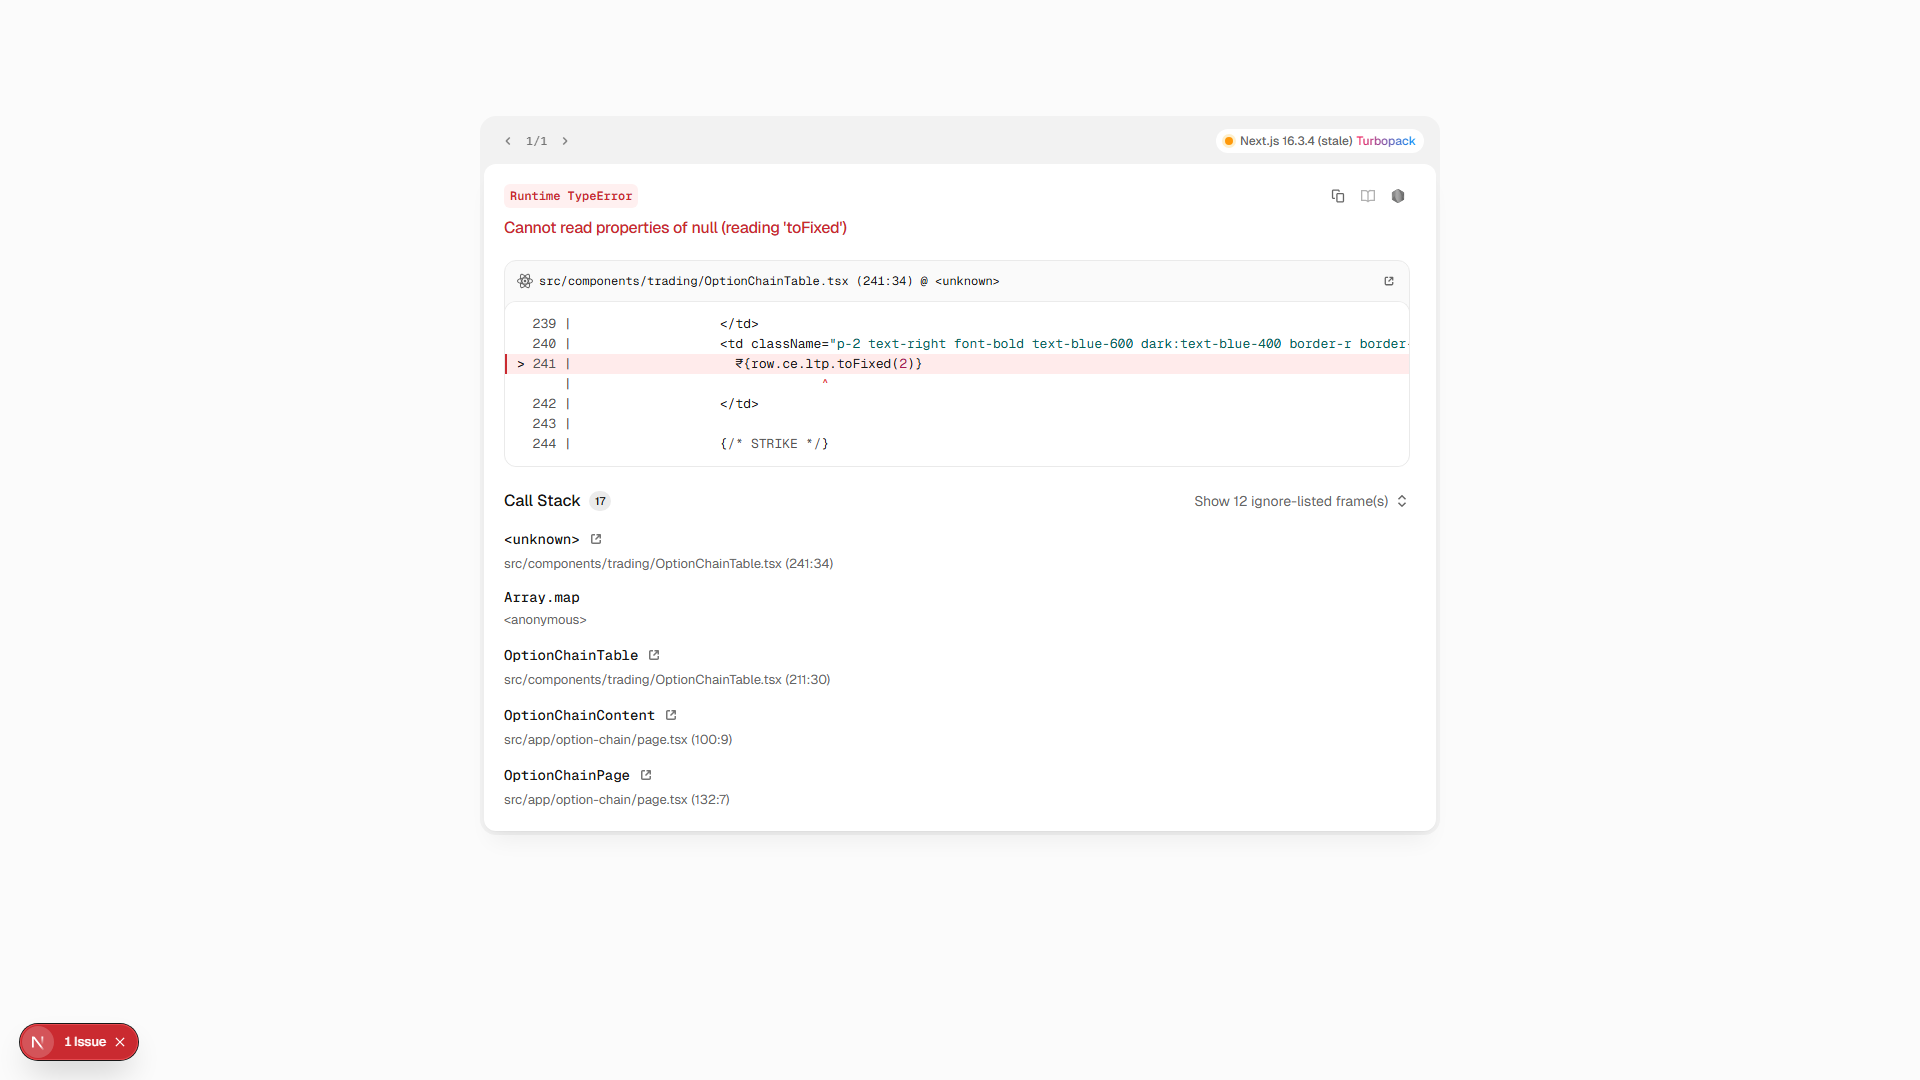 1/1
Next.js 16.3.4 (stale) Turbopack
Runtime TypeError
Cannot read properties of null (reading 'toFixed')
src/components/trading/OptionChainTable.tsx (241:34) @ <unknown>
239 | </td>
240 | <td className="p-2 text-right font-bold text-blue-600 dark:text-blue-400 border-r border-
> 241 | ₹{row.ce.ltp.toFixed(2)}
| ^
242 | </td>
243 |
244 | {/* STRIKE */}
Call Stack 17
Show 12 ignore-listed frame(s)
<unknown>
src/components/trading/OptionChainTable.tsx (241:34)
Array.map
<anonymous>
OptionChainTable
src/components/trading/OptionChainTable.tsx (211:30)
OptionChainContent
src/app/option-chain/page.tsx (100:9)
OptionChainPage
src/app/option-chain/page.tsx (132:7)
N 1 Issue